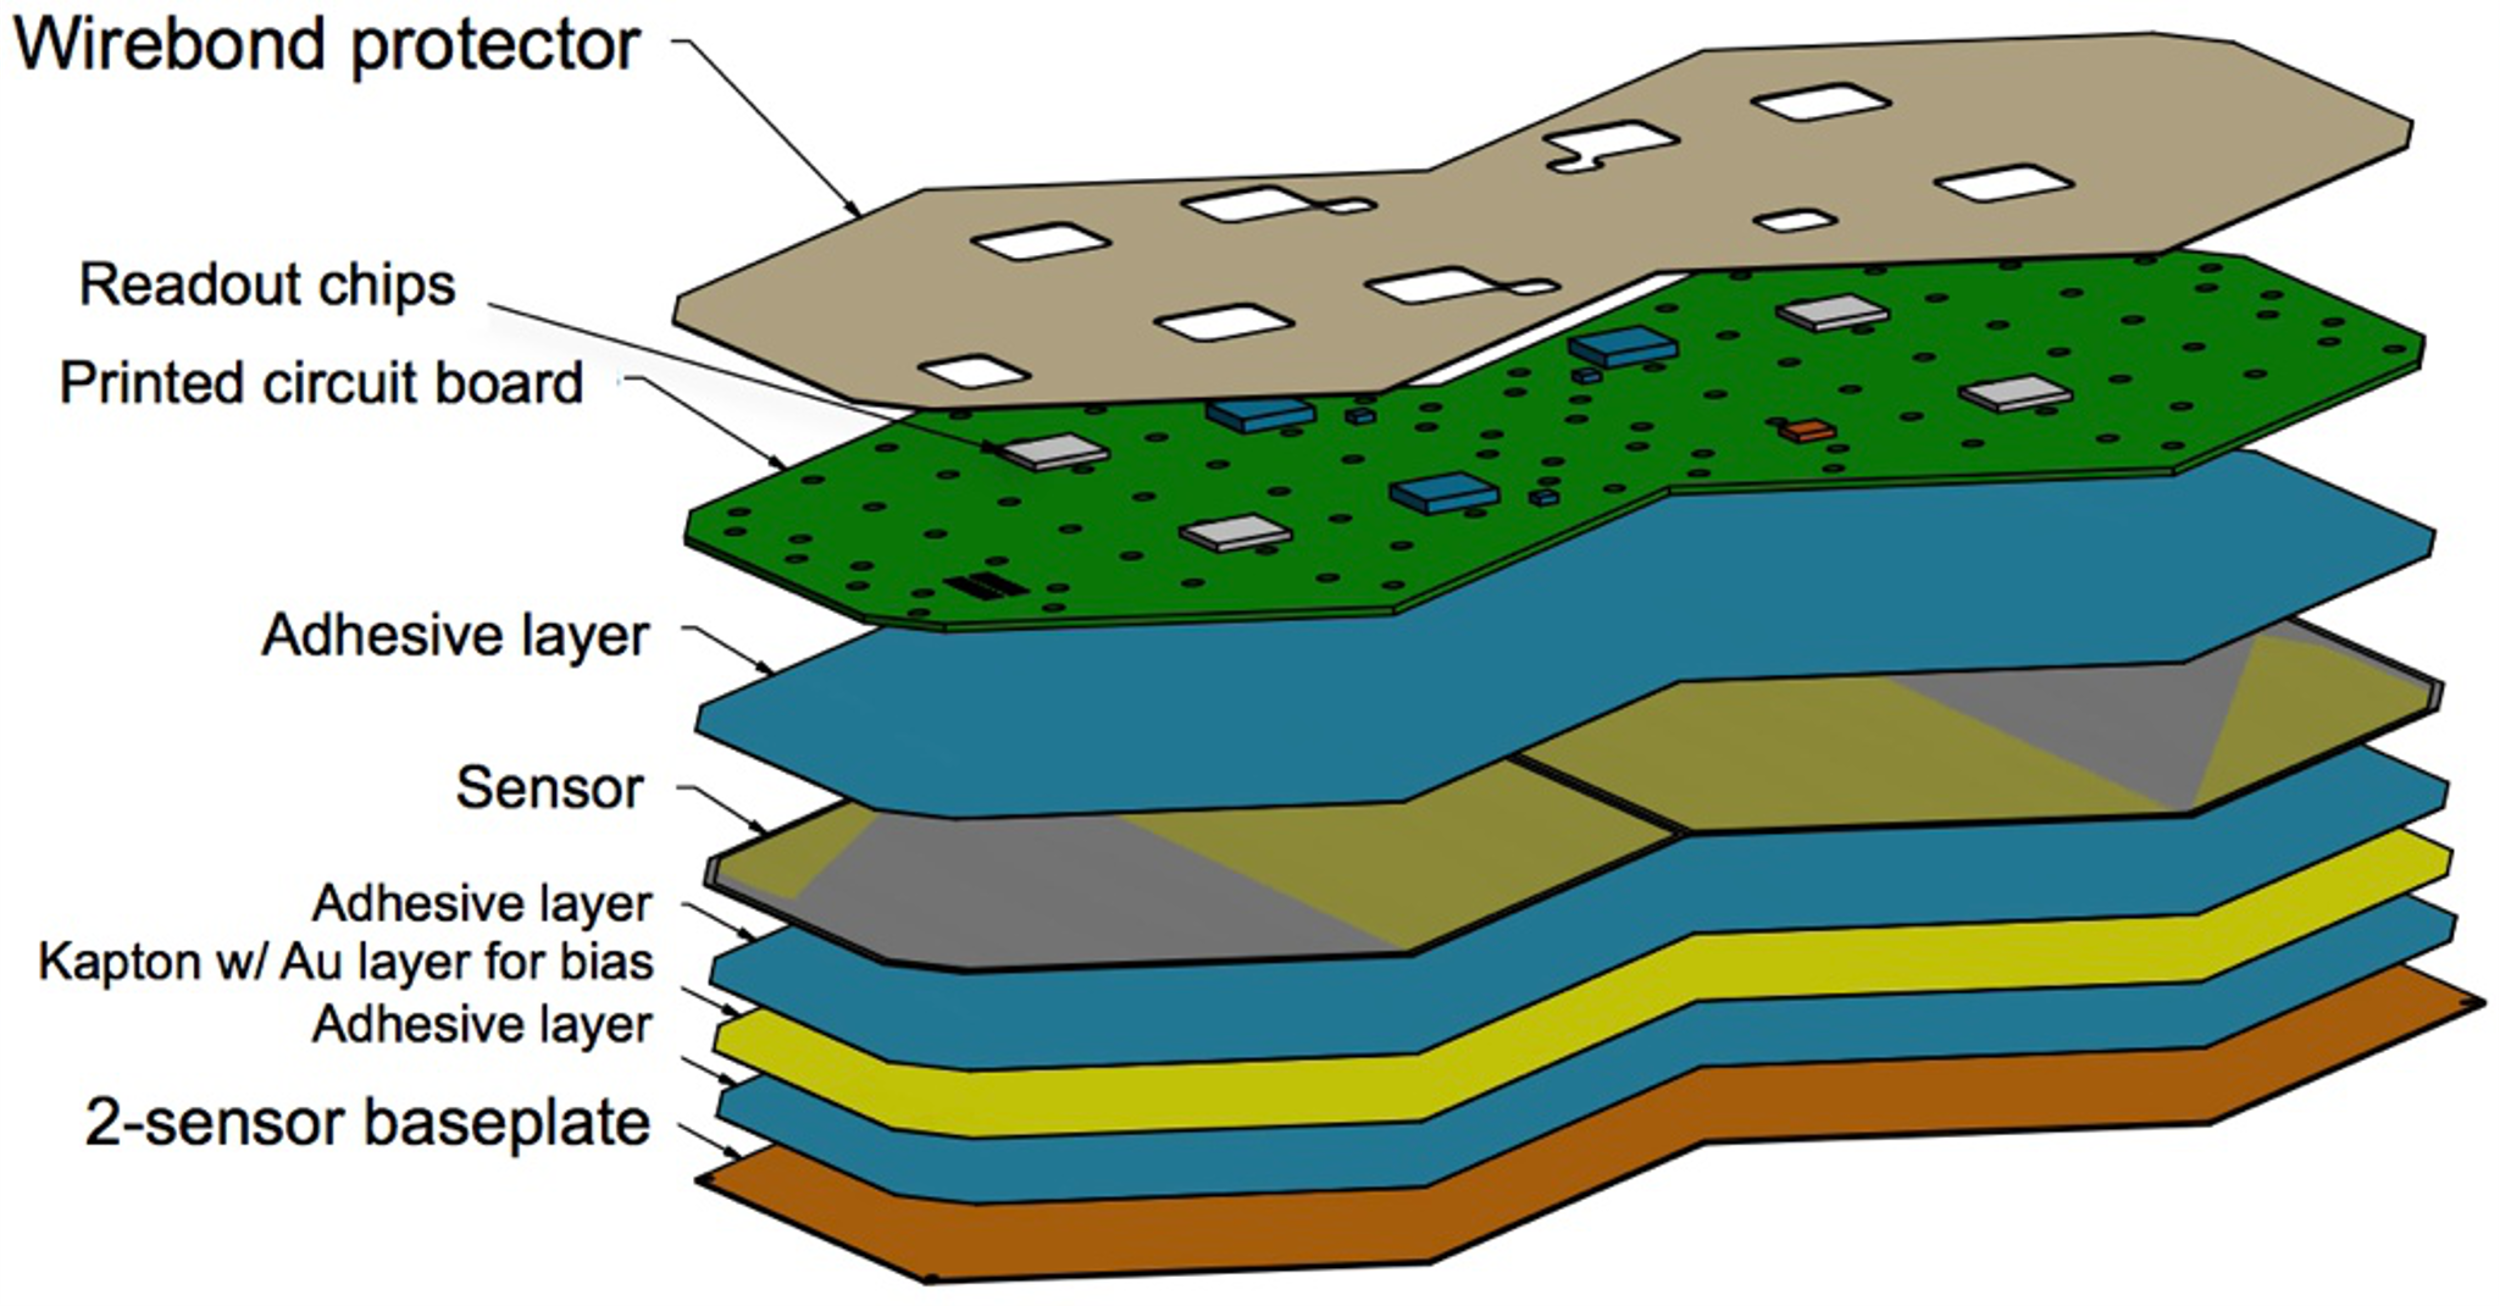 Wirebond protector
Readout chips
Printed circuit board
Adhesive layer
Sensor
Adhesive layer
Kapton w/ Au layer for bias
Adhesive layer
2-sensor baseplate